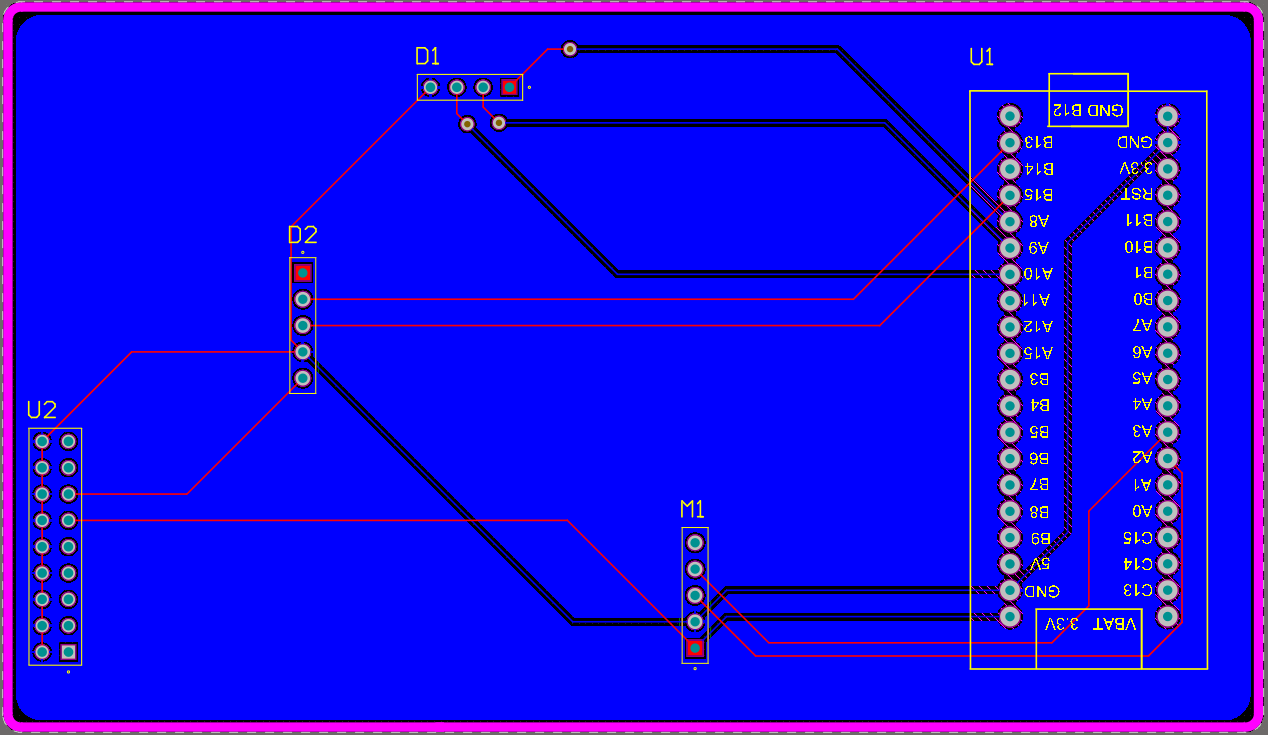 D1
U1
GND B12
B13
GND
B14
3.3V
B15
RST
A8
B11
A9
B10
A10
B1
A11
B0
A12
A7
A15
A6
B3
A5
B4
A4
B5
A3
B6
A2
B7
A1
B8
A0
B9
C15
5V
C14
GND
C13
VBAT 3.3V
D2
U2
M1